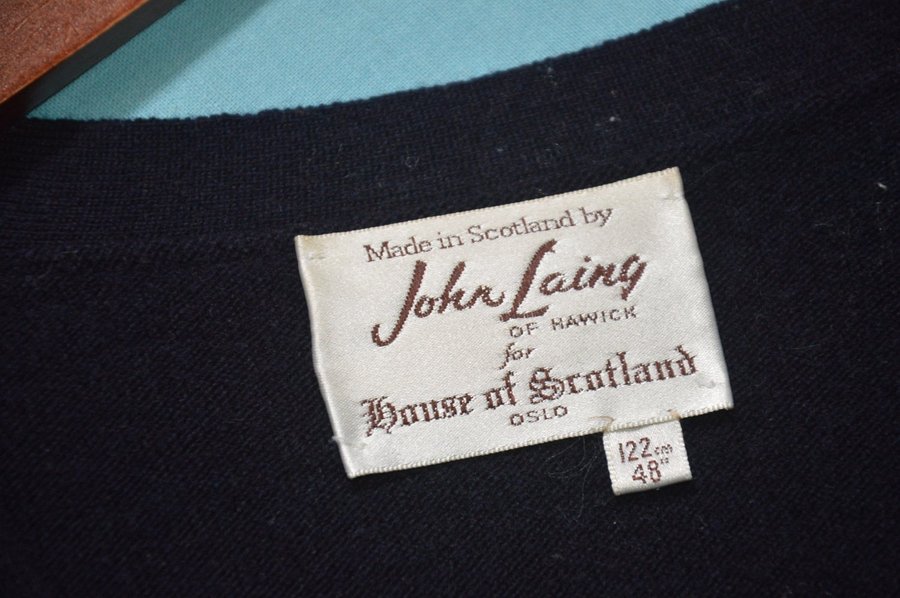 Made in Scotland by
John Laing
OF HAWICK
for
House of Scotland
OSLO
122 cm
48"